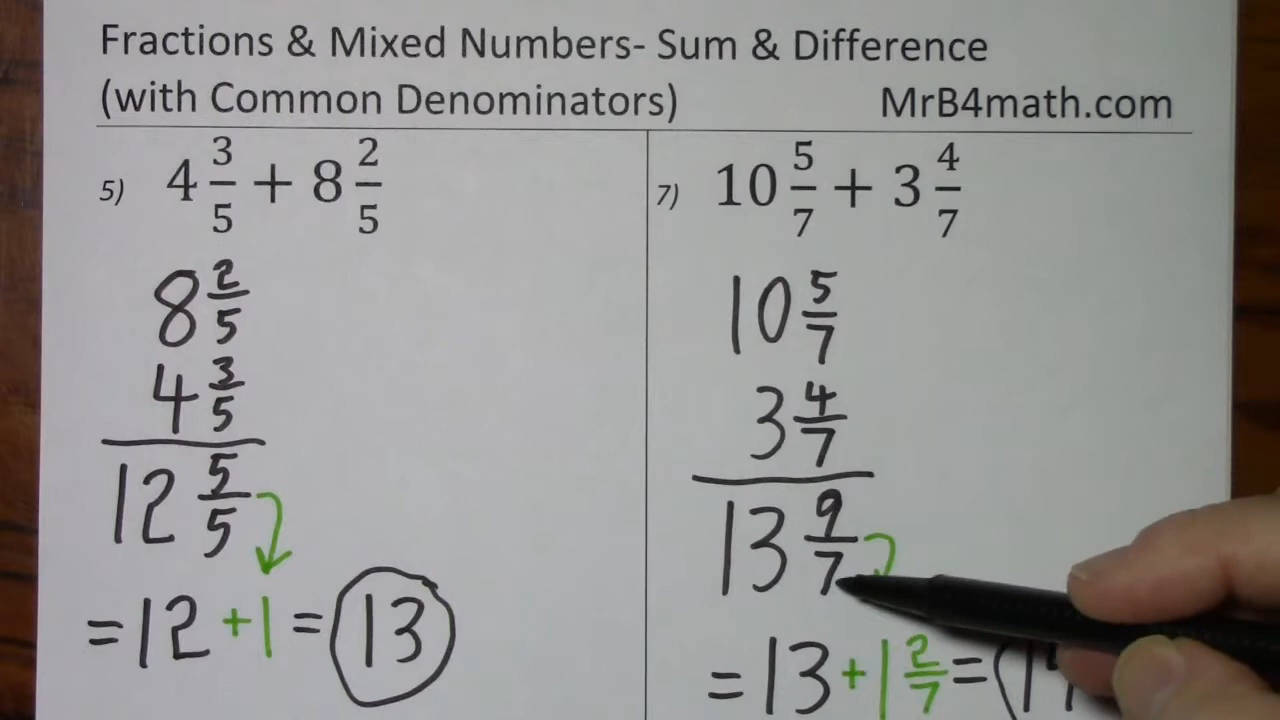 Fractions & Mixed Numbers- Sum & Difference
(with Common Denominators) MrB4math.com
5) 4 3/5 + 8 2/5
8 2/5
4 3/5
12 5/5
=12 +1 = 13
7) 10 5/7 + 3 4/7
10 5/7
3 4/7
13 9/7
=13 +1 2/7 =